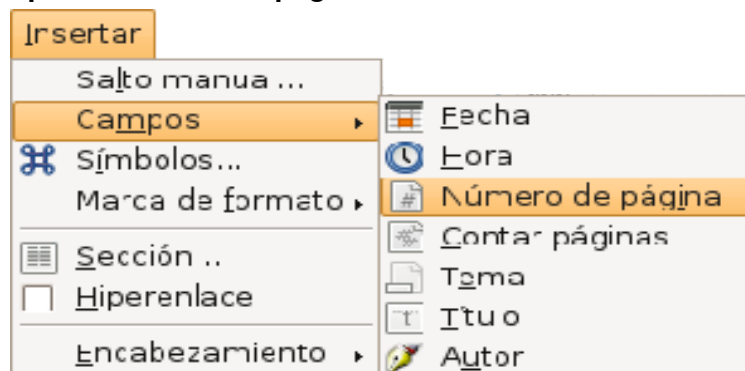 Insertar
Salto manua ...
Campos
Símbolos...
Marca de formato
Sección ..
Hiperenlace
Encabezamiento
Fecha
Hora
Número de página
Contar páginas
Tema
Título
Autor